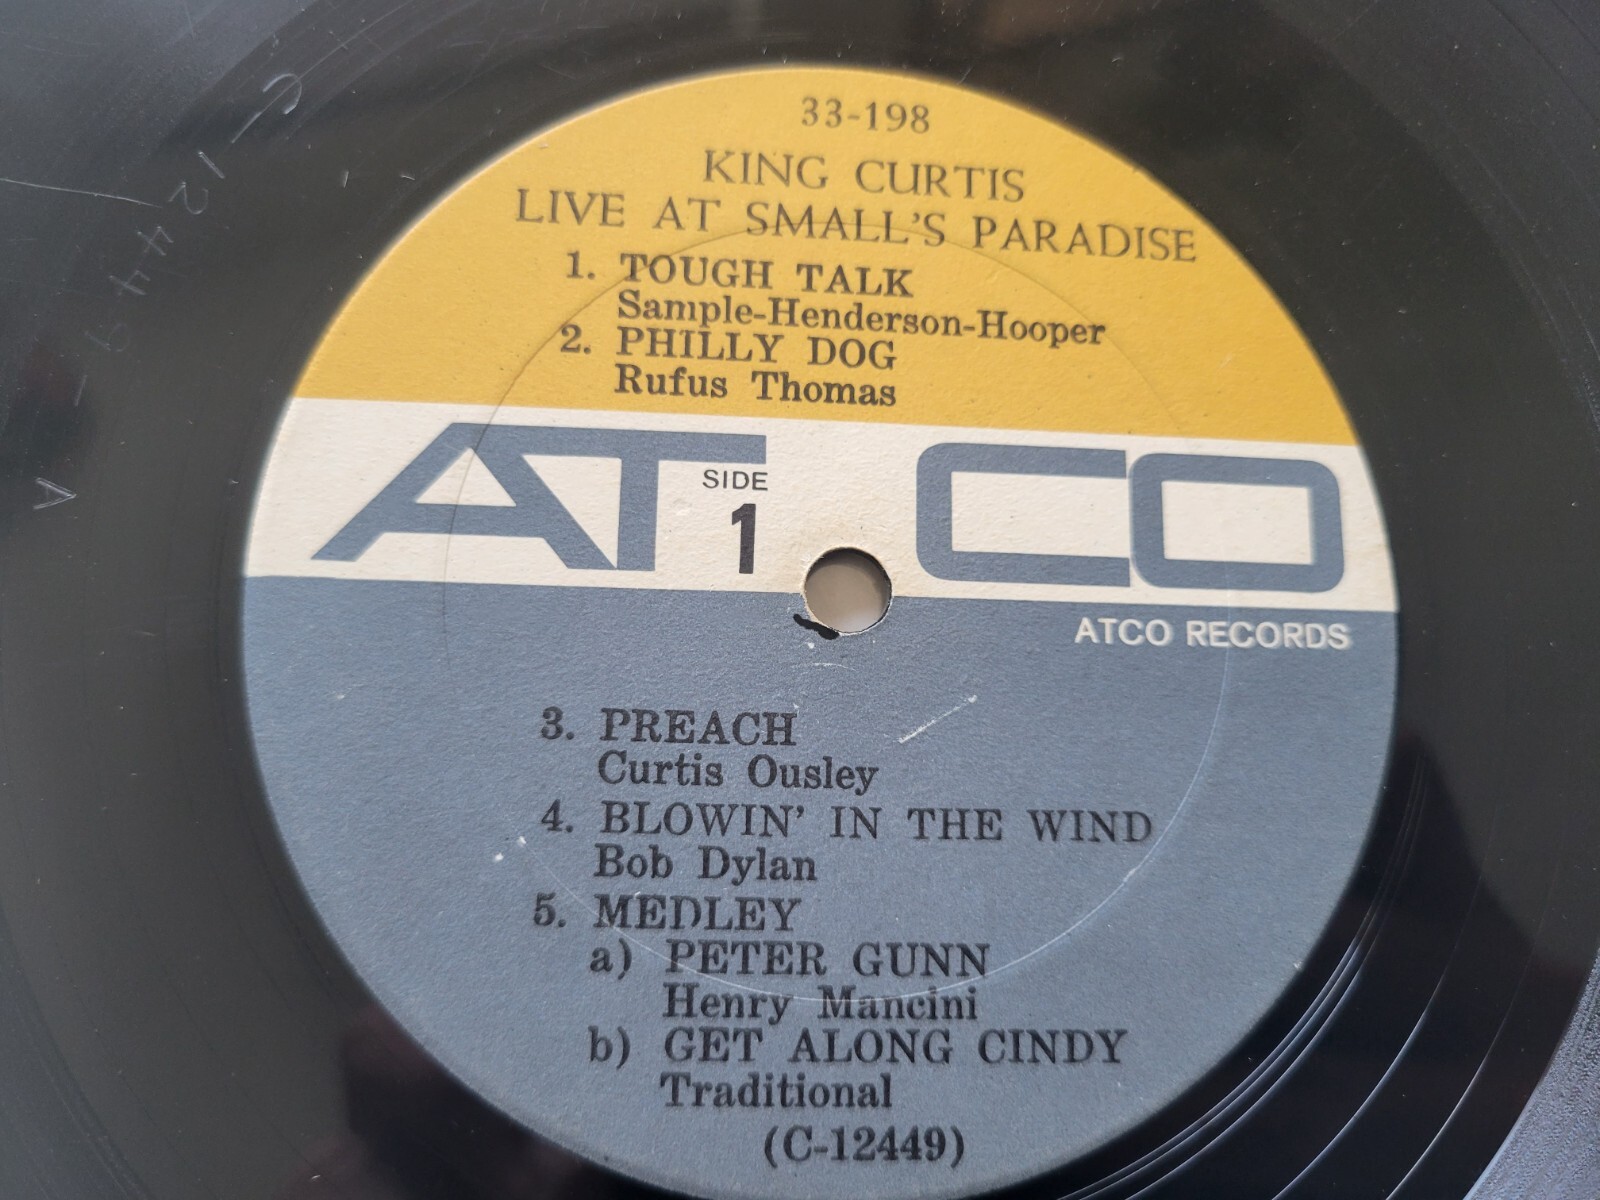 33-198
KING CURTIS
LIVE AT SMALL'S PARADISE
1. TOUGH TALK
Sample-Henderson-Hooper
2. PHILLY DOG
Rufus Thomas
ATCO
SIDE
1
ATCO RECORDS
3. PREACH
Curtis Ousley
4. BLOWIN' IN THE WIND
Bob Dylan
5. MEDLEY
a) PETER GUNN
Henry Mancini
b) GET ALONG CINDY
Traditional
(C-12449)
C-12449-A